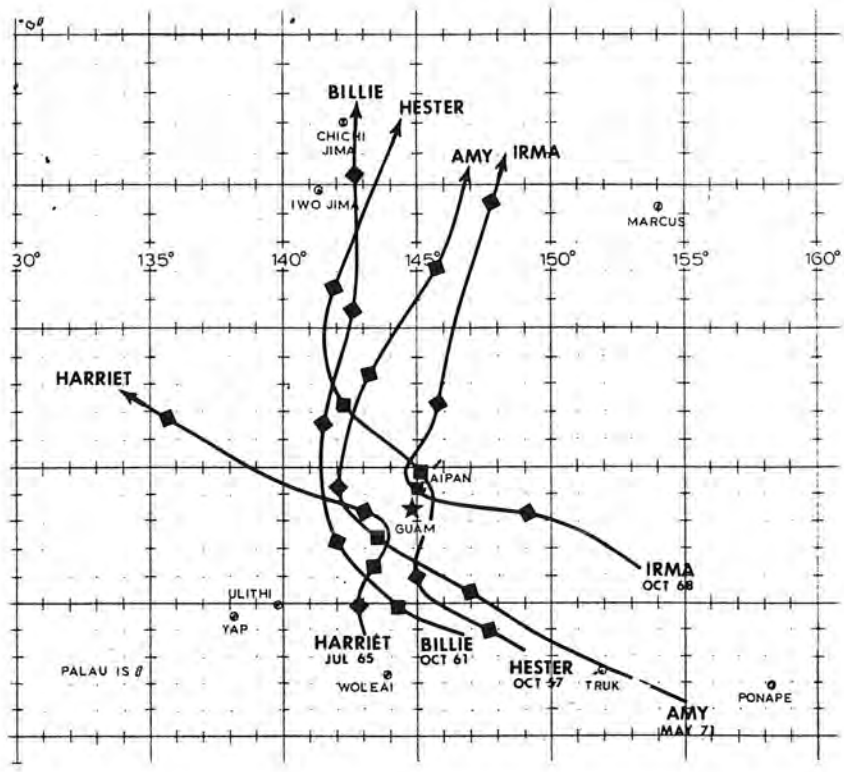 BILLIE
HESTER
CHICHI
JIMA
AMY IRMA
IWO JIMA
MARCUS
30° 135° 140° 145° 150° 155° 160°
HARRIET
AIPAN
GUAM
IRMA
OCT 68
ULITHI
YAP
HARRIET
JUL 65
BILLIE
OCT 61
HESTER
OCT 57
PALAU IS
WOLEAI
TRUK
PONAPE
AMY
MAY 71